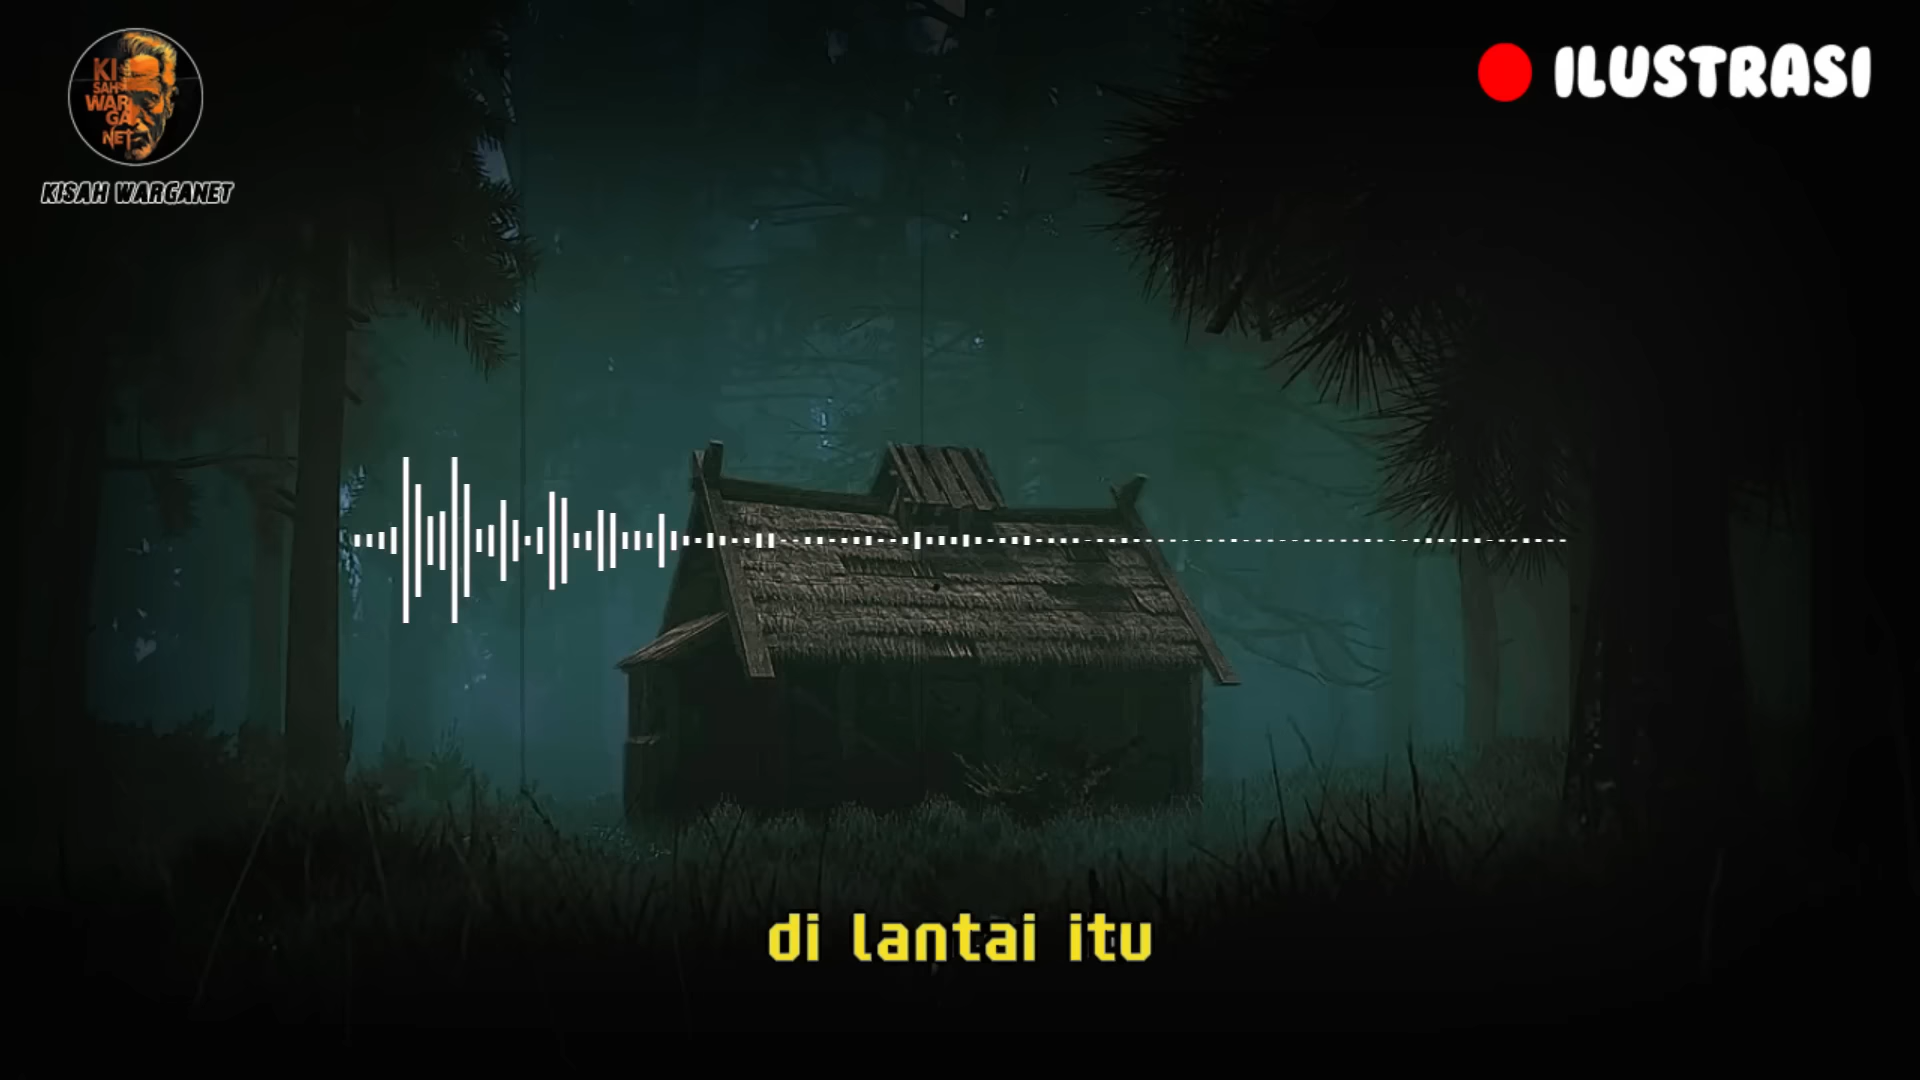 KI
SAH
WAR
GA
NET
KISAH WARGANET
ILUSTRASI
di lantai itu